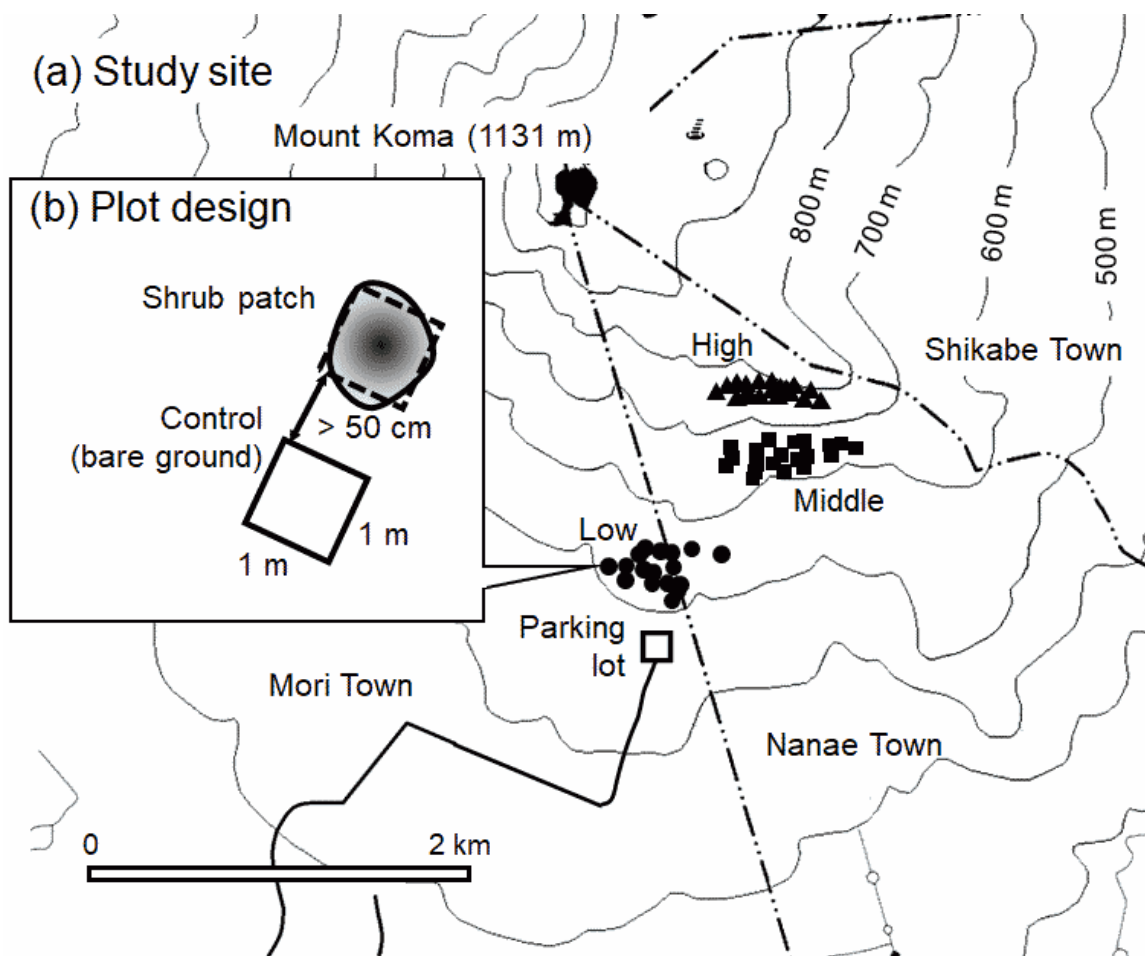 (a) Study site
Mount Koma (1131 m)
(b) Plot design
Shrub patch
Control
(bare ground)
> 50 cm
1 m
1 m
800 m
700 m
600 m
500 m
High
Shikabe Town
Middle
Low
Parking
lot
Mori Town
Nanae Town
0
2 km